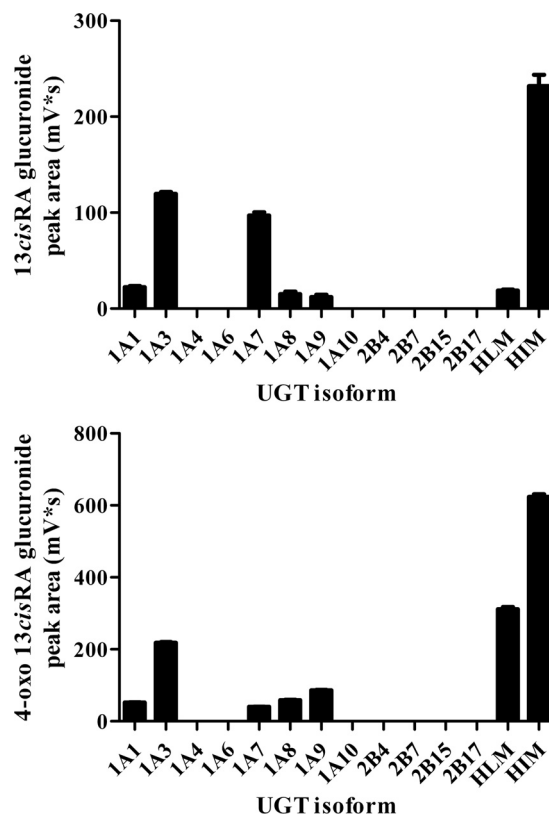 13cisRA glucuronide
peak area (mV*s)
300
200
100
0
1A1 1A3 1A4 1A6 1A7 1A8 1A9 1A10 2B4 2B7 2B15 2B17 HLM HIM
UGT isoform
4-oxo 13cisRA glucuronide
peak area (mV*s)
800
600
400
200
0
1A1 1A3 1A4 1A6 1A7 1A8 1A9 1A10 2B4 2B7 2B15 2B17 HLM HIM
UGT isoform